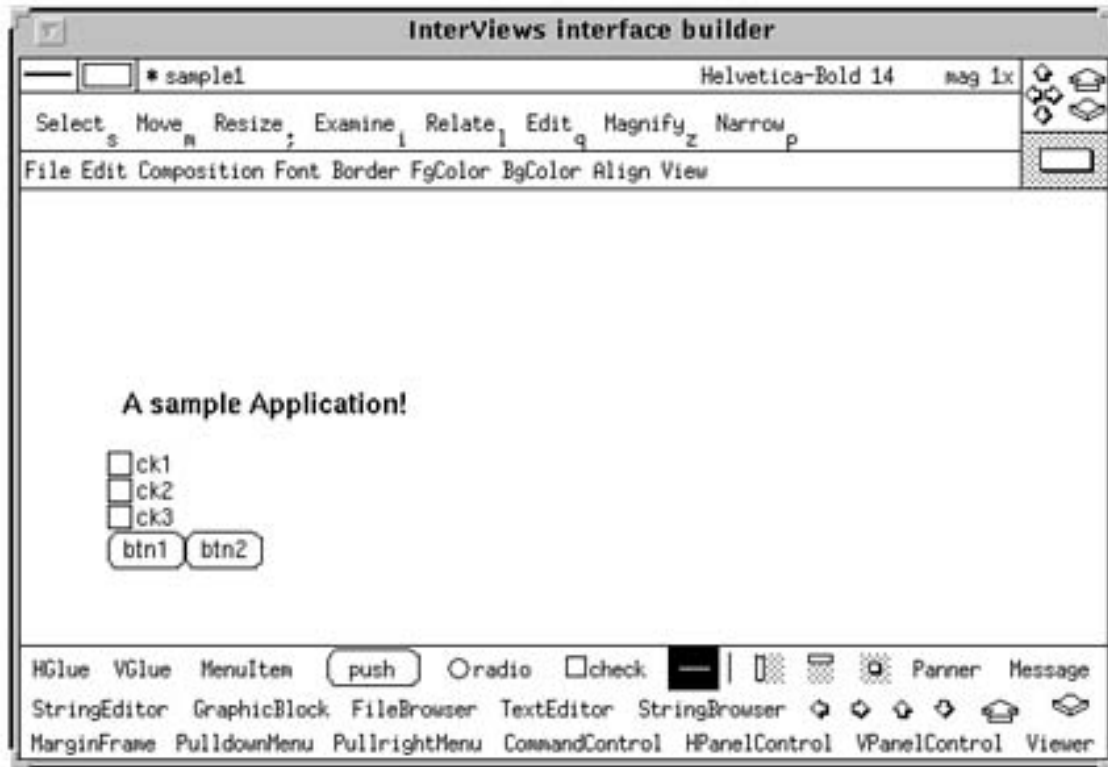 InterViews interface builder
* sample1 Helvetica-Bold 14 mag 1x
Select s Move m Resize ; Examine i Relate l Edit q Magnify z Narrow p
File Edit Composition Font Border FgColor BgColor Align View
A sample Application!
ck1
ck2
ck3
btn1 btn2
HGlue VGlue MenuItem push radio check Panner Message
StringEditor GraphicBlock FileBrowser TextEditor StringBrowser
MarginFrame PulldownMenu PullrightMenu CommandControl HPanelControl VPanelControl Viewer